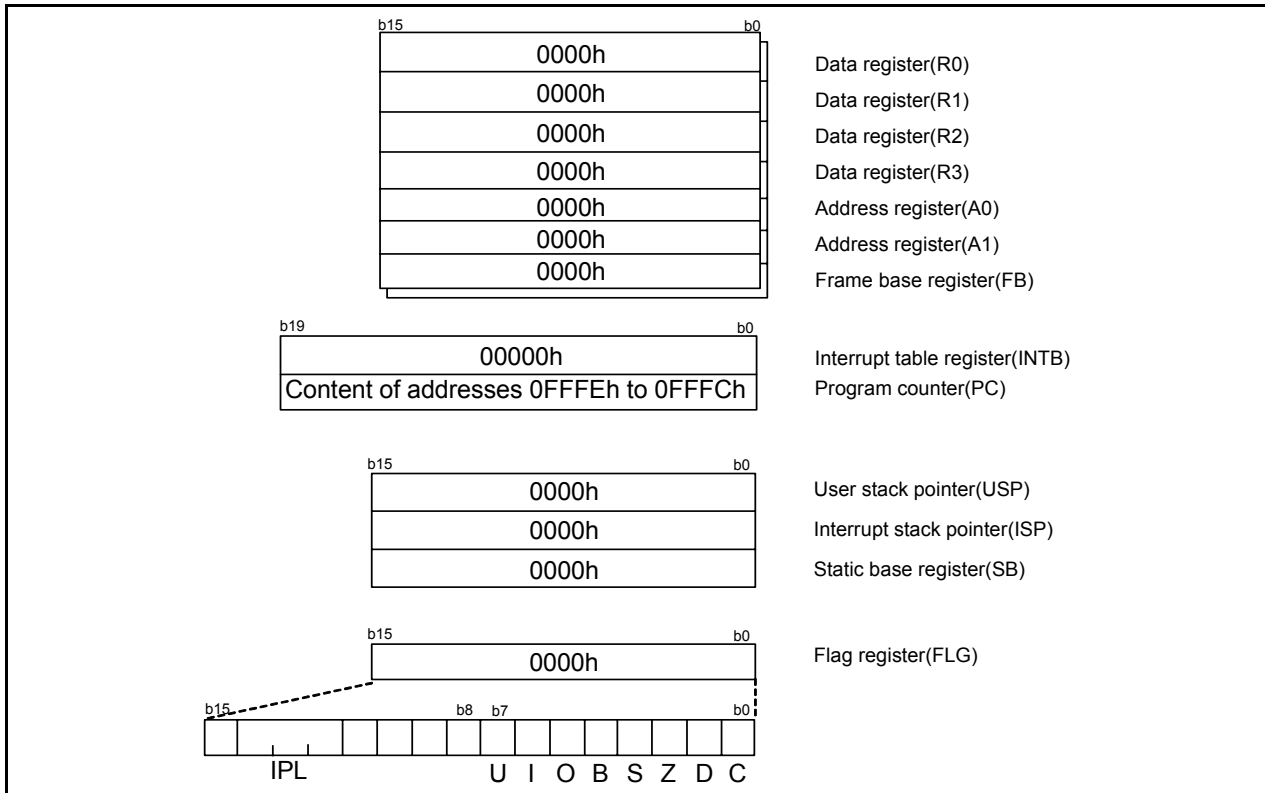 b15 b0
0000h Data register(R0)
0000h Data register(R1)
0000h Data register(R2)
0000h Data register(R3)
0000h Address register(A0)
0000h Address register(A1)
0000h Frame base register(FB)
b19 b0
00000h Interrupt table register(INTB)
Content of addresses 0FFFEh to 0FFFCh Program counter(PC)
b15 b0
0000h User stack pointer(USP)
0000h Interrupt stack pointer(ISP)
0000h Static base register(SB)
b15 b0
0000h Flag register(FLG)
b15 b8 b7 b0
IPL U I O B S Z D C